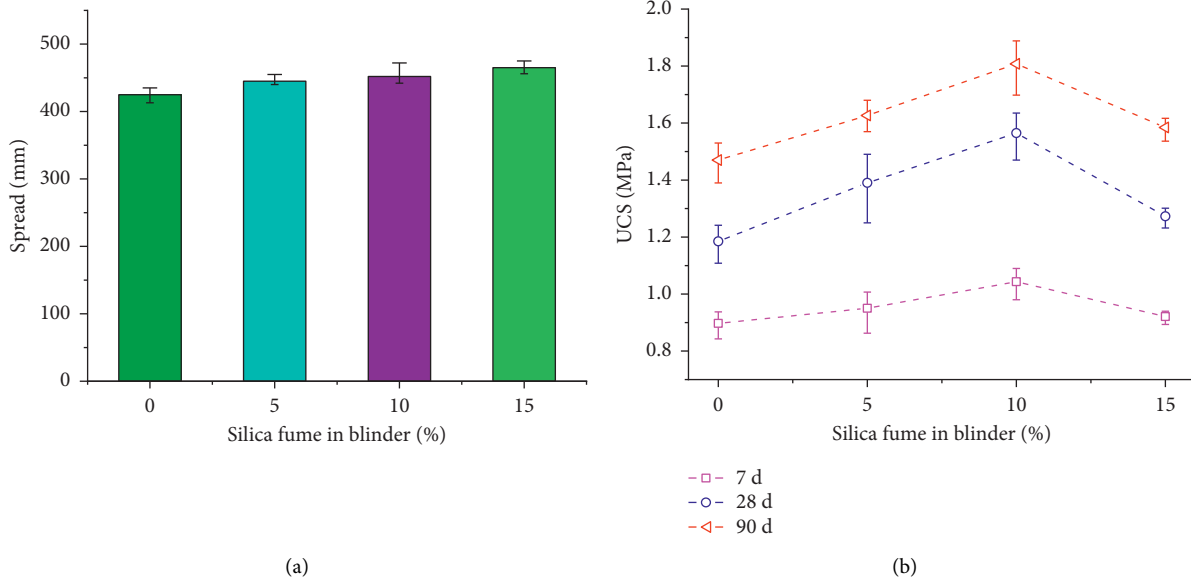 500
400
300
200
100
0
Spread (mm)
0 5 10 15
Silica fume in blinder (%)
(a)
2.0
1.8
1.6
1.4
1.2
1.0
0.8
UCS (MPa)
0 5 10 15
Silica fume in blinder (%)
7 d
28 d
90 d
(b)